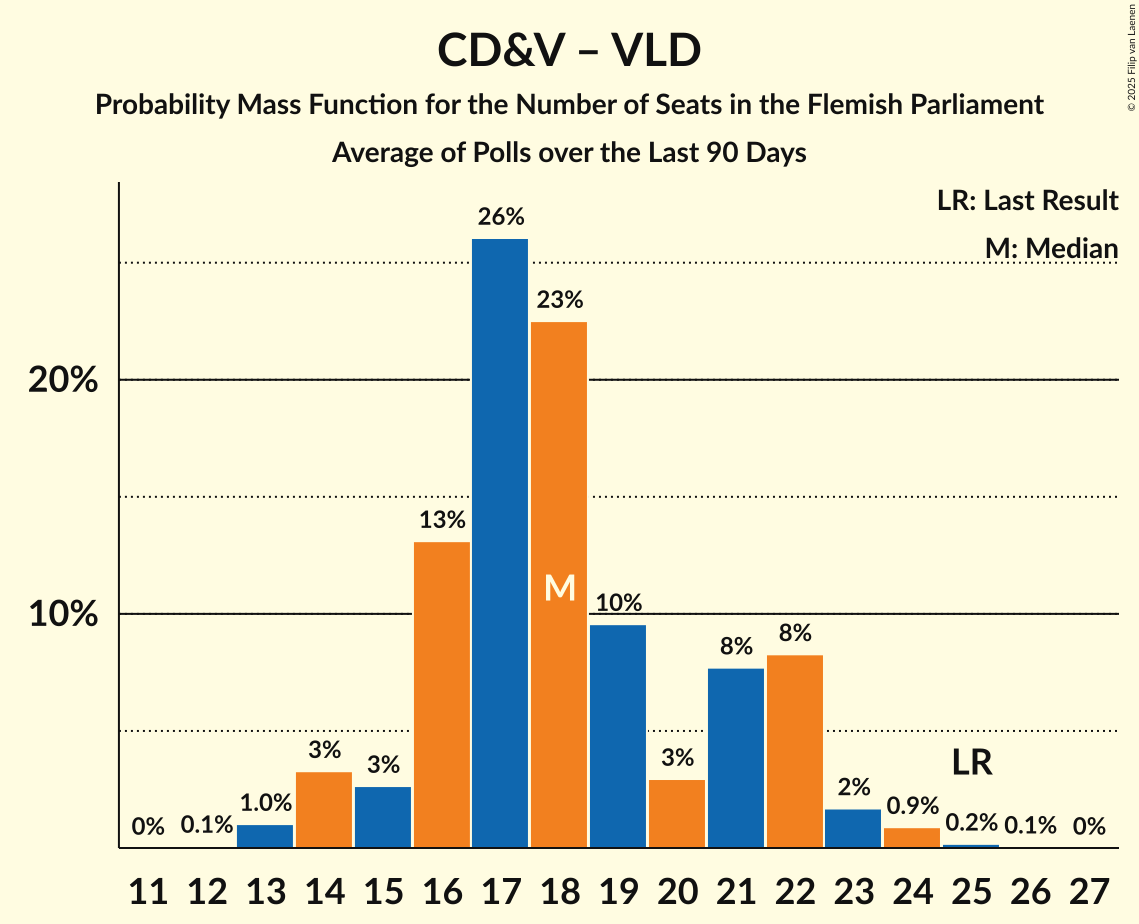 CD&V – VLD
Probability Mass Function for the Number of Seats in the Flemish Parliament
Average of Polls over the Last 90 Days
© 2025 Filip van Laenen
LR: Last Result
M: Median
20%
10%
0%
0.1%
1.0%
3%
3%
13%
26%
23%
10%
3%
8%
8%
2%
0.9%
0.2%
0.1%
0%
M
LR
11 12 13 14 15 16 17 18 19 20 21 22 23 24 25 26 27